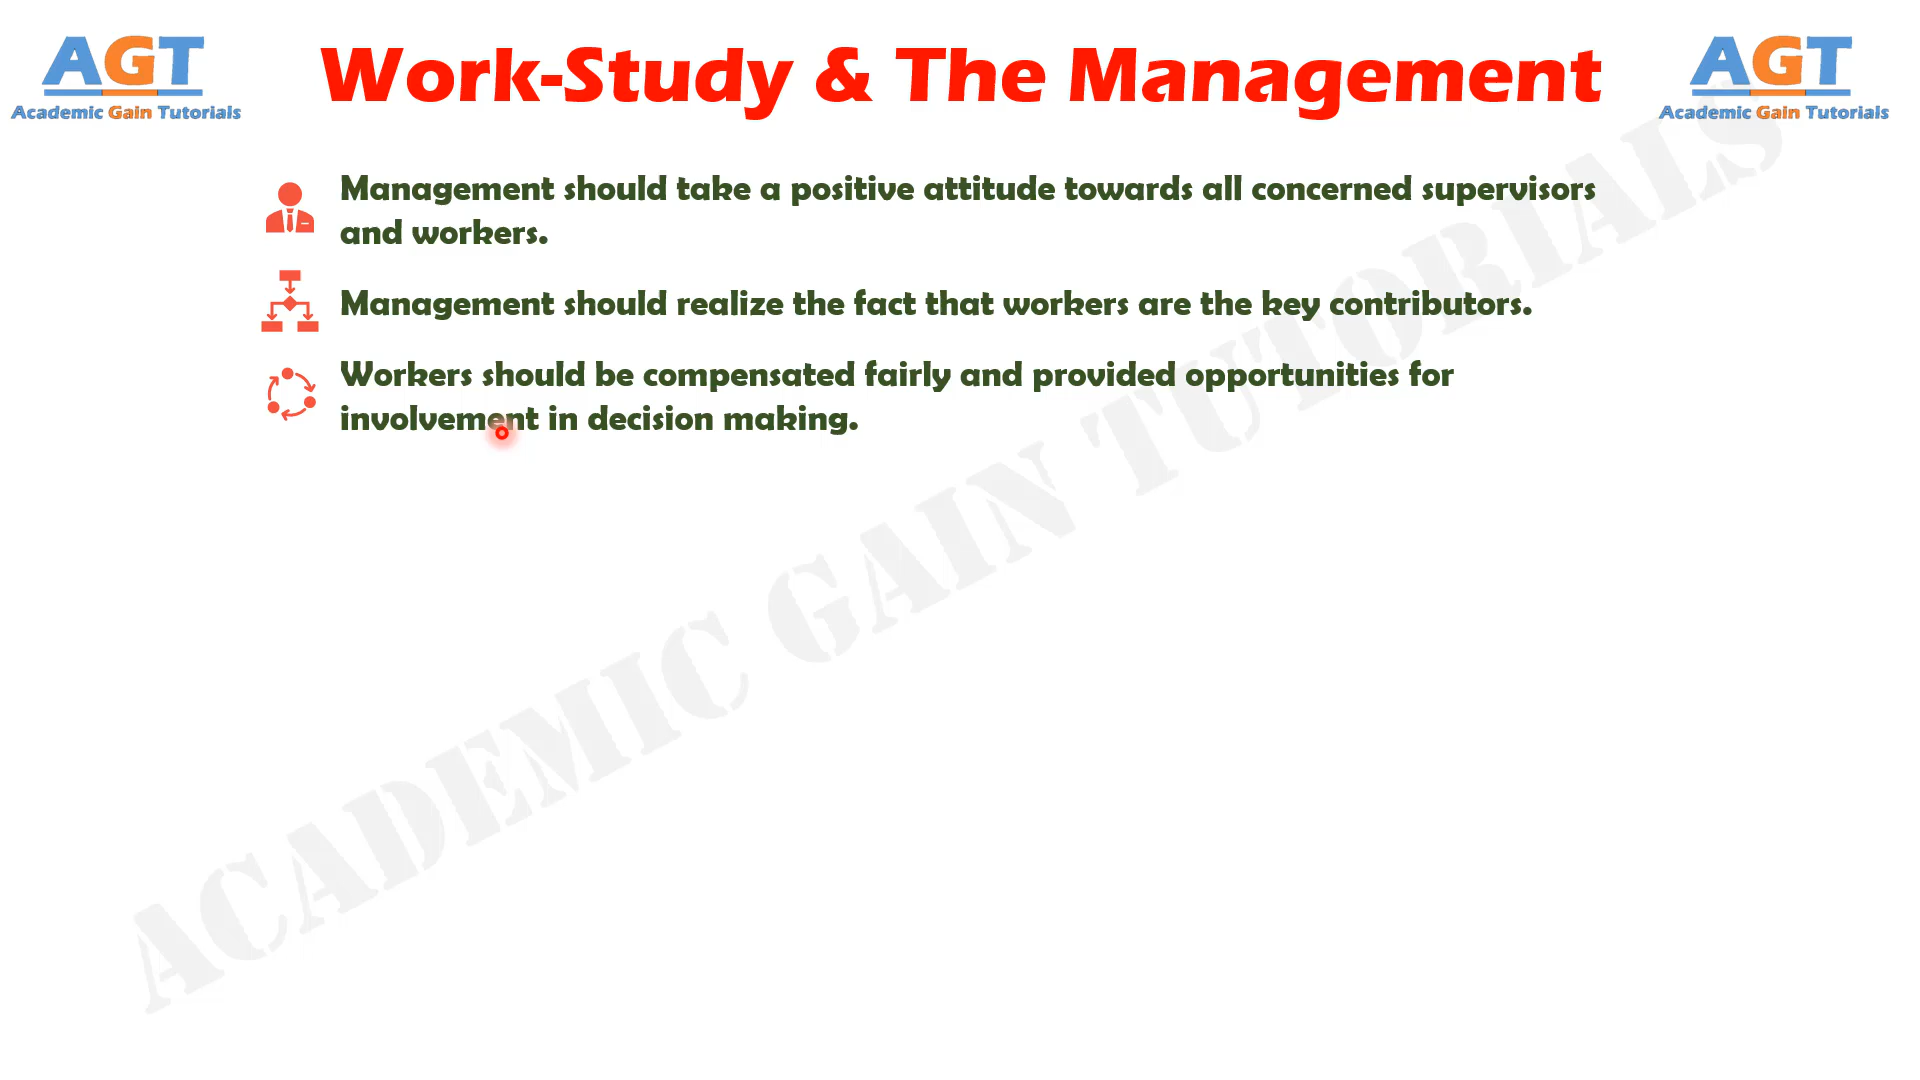 AGT
Academic Gain Tutorials
Work-Study & The Management
AGT
Academic Gain Tutorials
Management should take a positive attitude towards all concerned supervisors
and workers.
Management should realize the fact that workers are the key contributors.
Workers should be compensated fairly and provided opportunities for
involvement in decision making.
ACADEMIC GAIN TUTORIALS